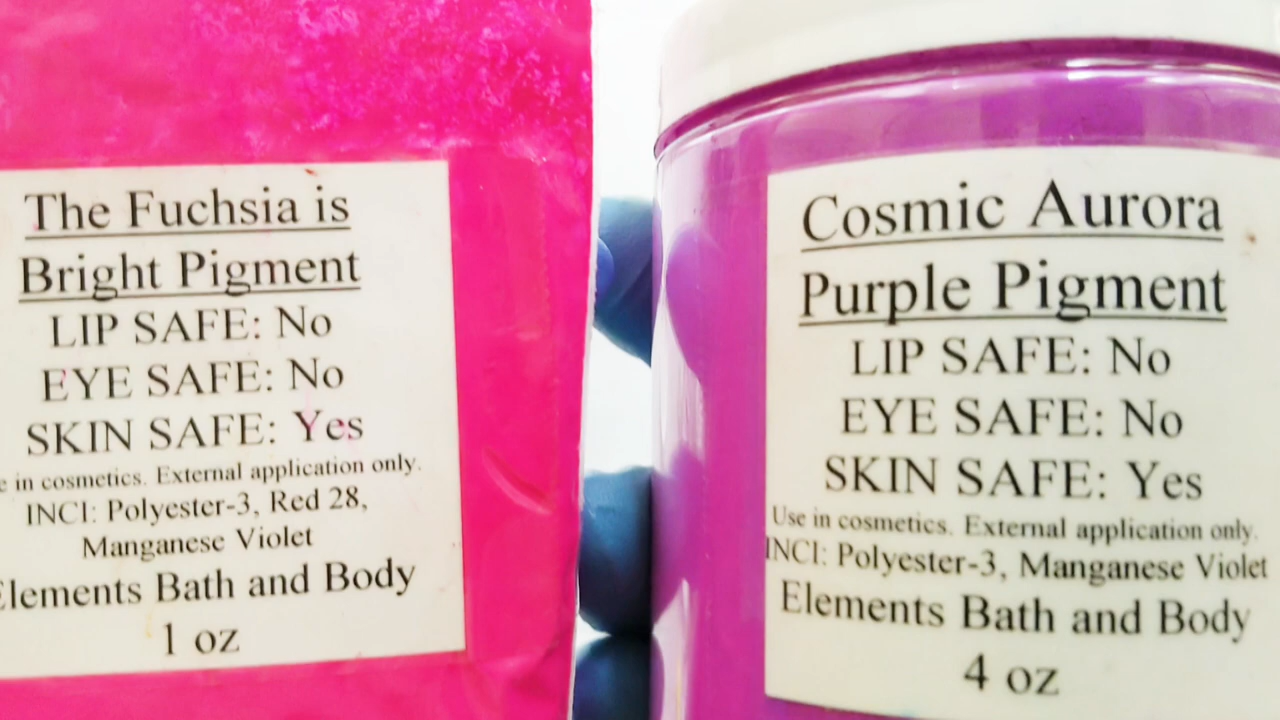 The Fuchsia is
Bright Pigment
LIP SAFE: No
EYE SAFE: No
SKIN SAFE: Yes
in cosmetics. External application only.
INCI: Polyester-3, Red 28,
Manganese Violet
Elements Bath and Body
1 oz
Cosmic Aurora
Purple Pigment
LIP SAFE: No
EYE SAFE: No
SKIN SAFE: Yes
Use in cosmetics. External application only.
INCI: Polyester-3, Manganese Violet
Elements Bath and Body
4 oz